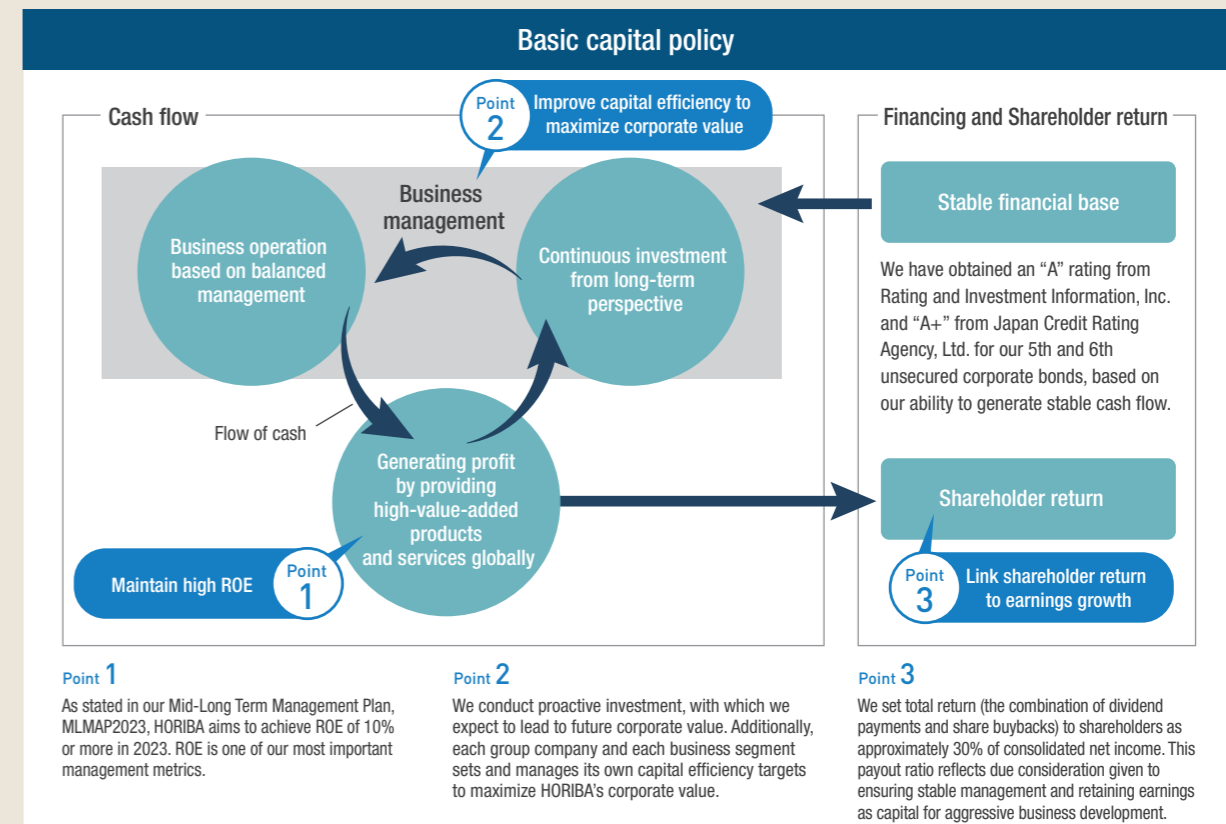 Basic capital policy
Cash flow
Point
2
Improve capital efficiency to
maximize corporate value
Business
management
Business operation
based on balanced
management
Continuous investment
from long-term
perspective
Flow of cash
Generating profit
by providing
high-value-added
products
and services globally
Maintain high ROE
Point
1
Financing and Shareholder return
Stable financial base
We have obtained an “A” rating from
Rating and Investment Information, Inc.
and “A+” from Japan Credit Rating
Agency, Ltd. for our 5th and 6th
unsecured corporate bonds, based on
our ability to generate stable cash flow.
Shareholder return
Point
3
Link shareholder return
to earnings growth
Point 1
As stated in our Mid-Long Term Management Plan,
MLMAP2023, HORIBA aims to achieve ROE of 10%
or more in 2023. ROE is one of our most important
management metrics.
Point 2
We conduct proactive investment, with which we
expect to lead to future corporate value. Additionally,
each group company and each business segment
sets and manages its own capital efficiency targets
to maximize HORIBA’s corporate value.
Point 3
We set total return (the combination of dividend
payments and share buybacks) to shareholders as
approximately 30% of consolidated net income. This
payout ratio reflects due consideration given to
ensuring stable management and retaining earnings
as capital for aggressive business development.